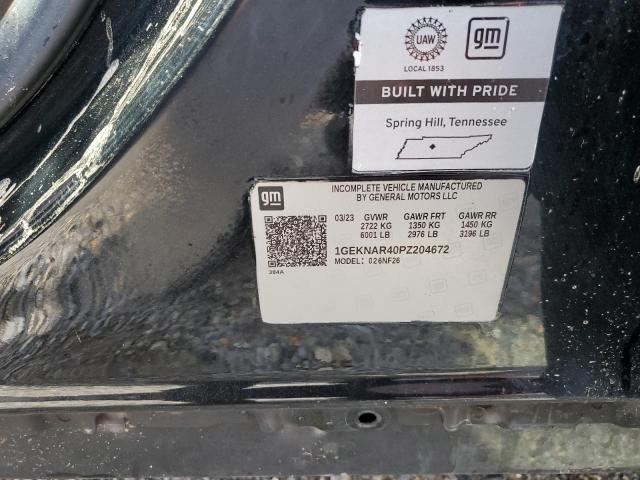 UAW
gm
LOCAL 1853
BUILT WITH PRIDE
Spring Hill, Tennessee
gm
INCOMPLETE VEHICLE MANUFACTURED
BY GENERAL MOTORS LLC
03/23 GVWR GAWR FRT GAWR RR
2722 KG 1350 KG 1450 KG
6001 LB 2976 LB 3196 LB
1GEKNAR40PZ204672
MODEL: 026NF26
394A